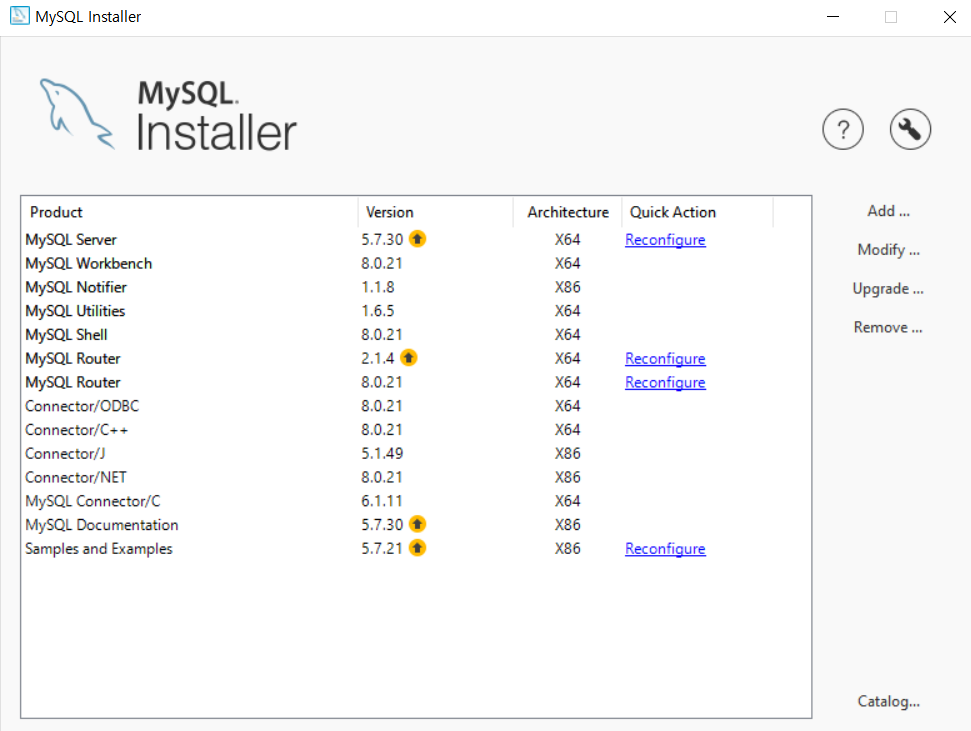 MySQL Installer
MySQL.
Installer
?
Product Version Architecture Quick Action
MySQL Server 5.7.30 X64 Reconfigure
MySQL Workbench 8.0.21 X64
MySQL Notifier 1.1.8 X86
MySQL Utilities 1.6.5 X64
MySQL Shell 8.0.21 X64
MySQL Router 2.1.4 X64 Reconfigure
MySQL Router 8.0.21 X64 Reconfigure
Connector/ODBC 8.0.21 X64
Connector/C++ 8.0.21 X64
Connector/J 5.1.49 X86
Connector/NET 8.0.21 X86
MySQL Connector/C 6.1.11 X64
MySQL Documentation 5.7.30 X86
Samples and Examples 5.7.21 X86 Reconfigure
Add ...
Modify ...
Upgrade ...
Remove ...
Catalog...